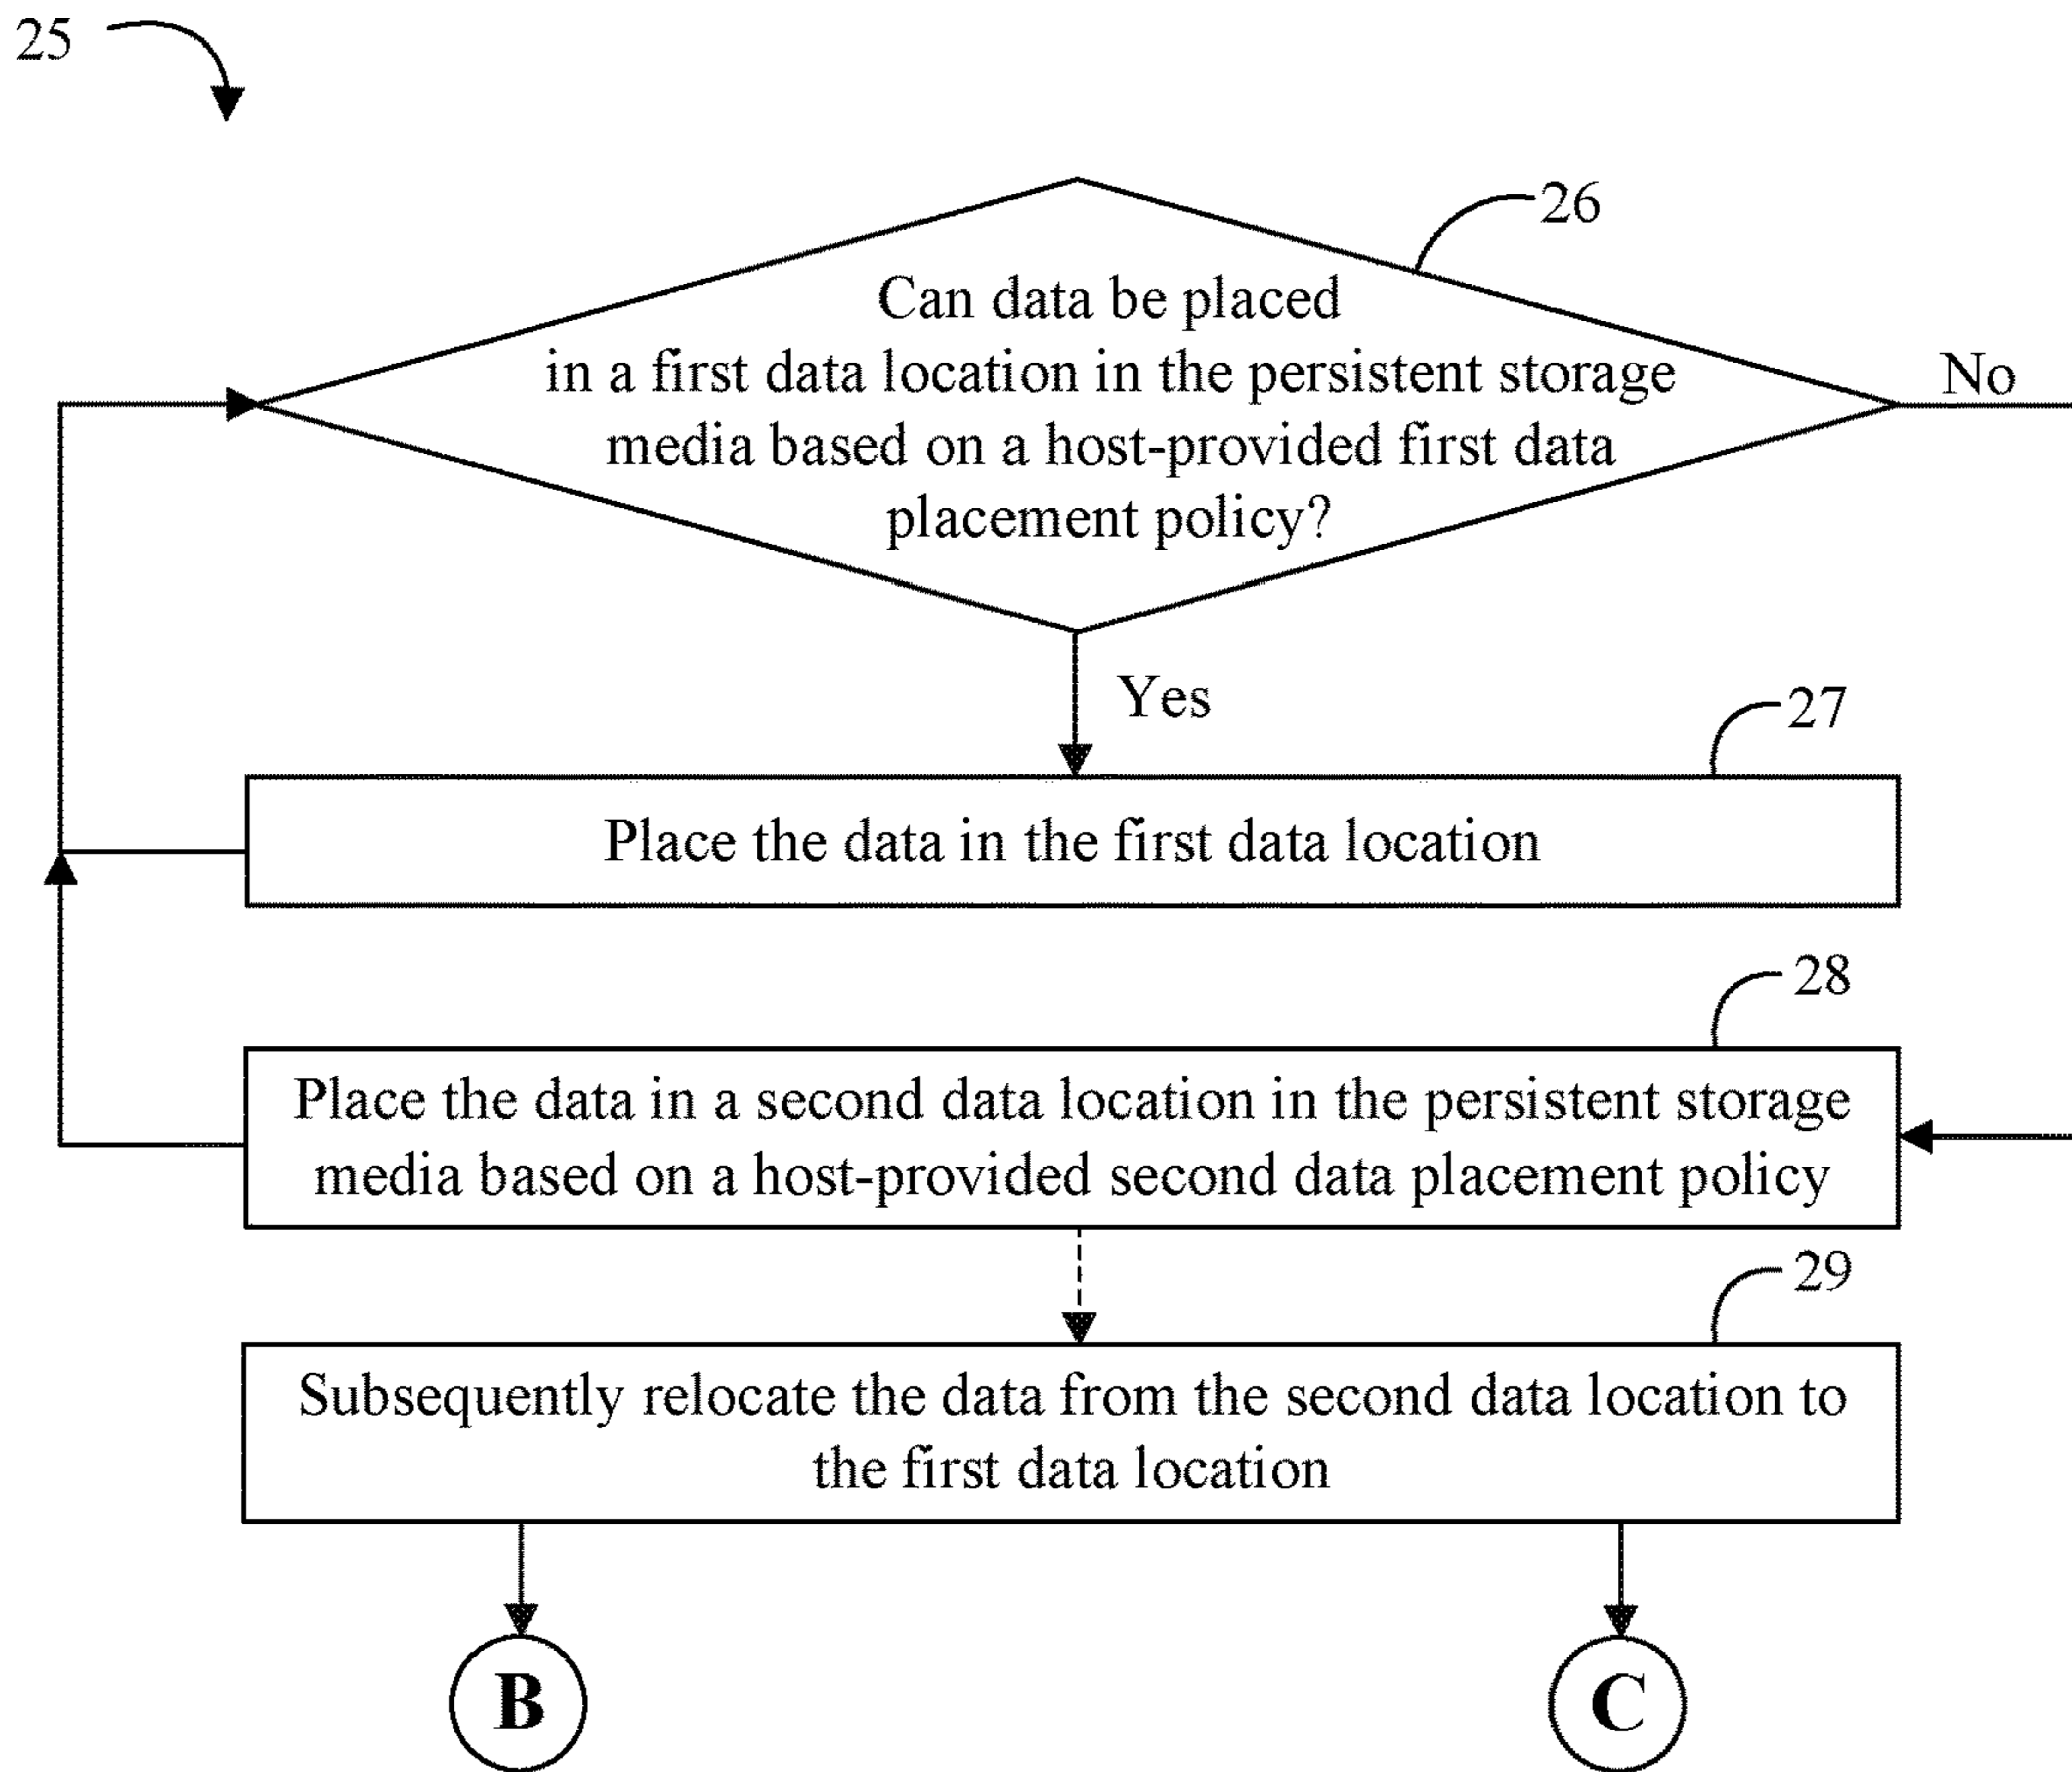 25
26
Can data be placed
in a first data location in the persistent storage
media based on a host-provided first data
placement policy?
No
Yes
27
Place the data in the first data location
28
Place the data in a second data location in the persistent storage
media based on a host-provided second data placement policy
29
Subsequently relocate the data from the second data location to
the first data location
B
C